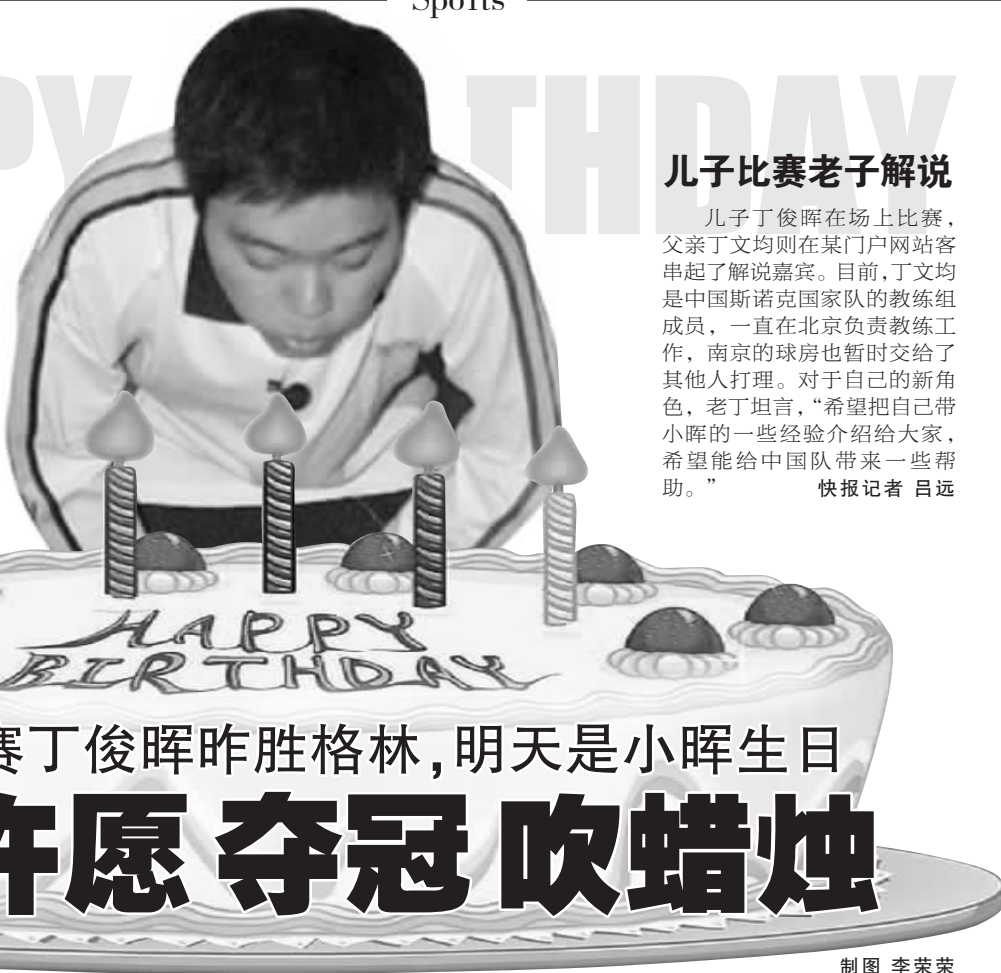 Sports
HAPPY BIRTHDAY
儿子比赛老子解说
儿子丁俊晖在场上比赛，
父亲丁文均则在某门户网站客
串起了解说嘉宾。目前，丁文均
是中国斯诺克国家队的教练组
成员，一直在北京负责教练工
作，南京的球房也暂时交给了
其他人打理。对于自己的新角
色，老丁坦言，“希望把自己带
小晖的一些经验介绍给大家，
希望能给中国队带来一些帮
助。” 快报记者 吕远
HAPPY
BIRTHDAY
赛丁俊晖昨胜格林，明天是小晖生日
许愿 夺冠 吹蜡烛
制图 李荣荣